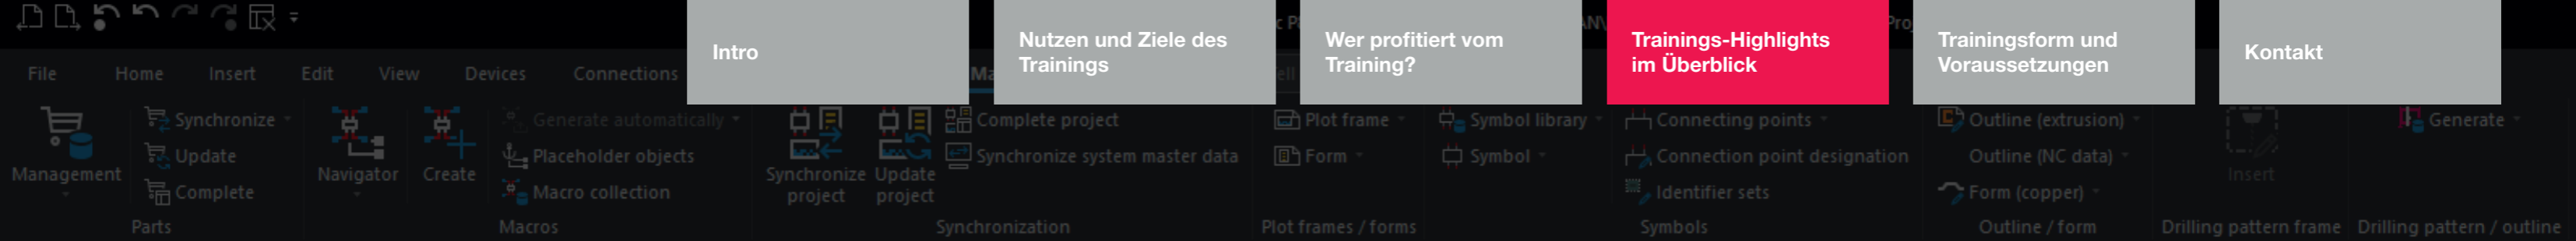 Intro
Nutzen und Ziele des
Trainings
Wer profitiert vom
Training?
Trainings-Highlights
im Überblick
Trainingsform und
Voraussetzungen
Kontakt
File Home Insert Edit View Devices Connections Ma
Management
Synchronize
Update
Complete
Parts
Navigator
Create
Generate automatically
Placeholder objects
Macro collection
Macros
Synchronize
project
Update
project
Complete project
Synchronize system master data
Synchronization
Plot frame
Form
Plot frames / forms
Symbol library
Symbol
Connecting points
Connection point designation
Identifier sets
Symbols
Outline (extrusion)
Outline (NC data)
Form (copper)
Outline / form
Insert
Drilling pattern frame
Generate
Drilling pattern / outline